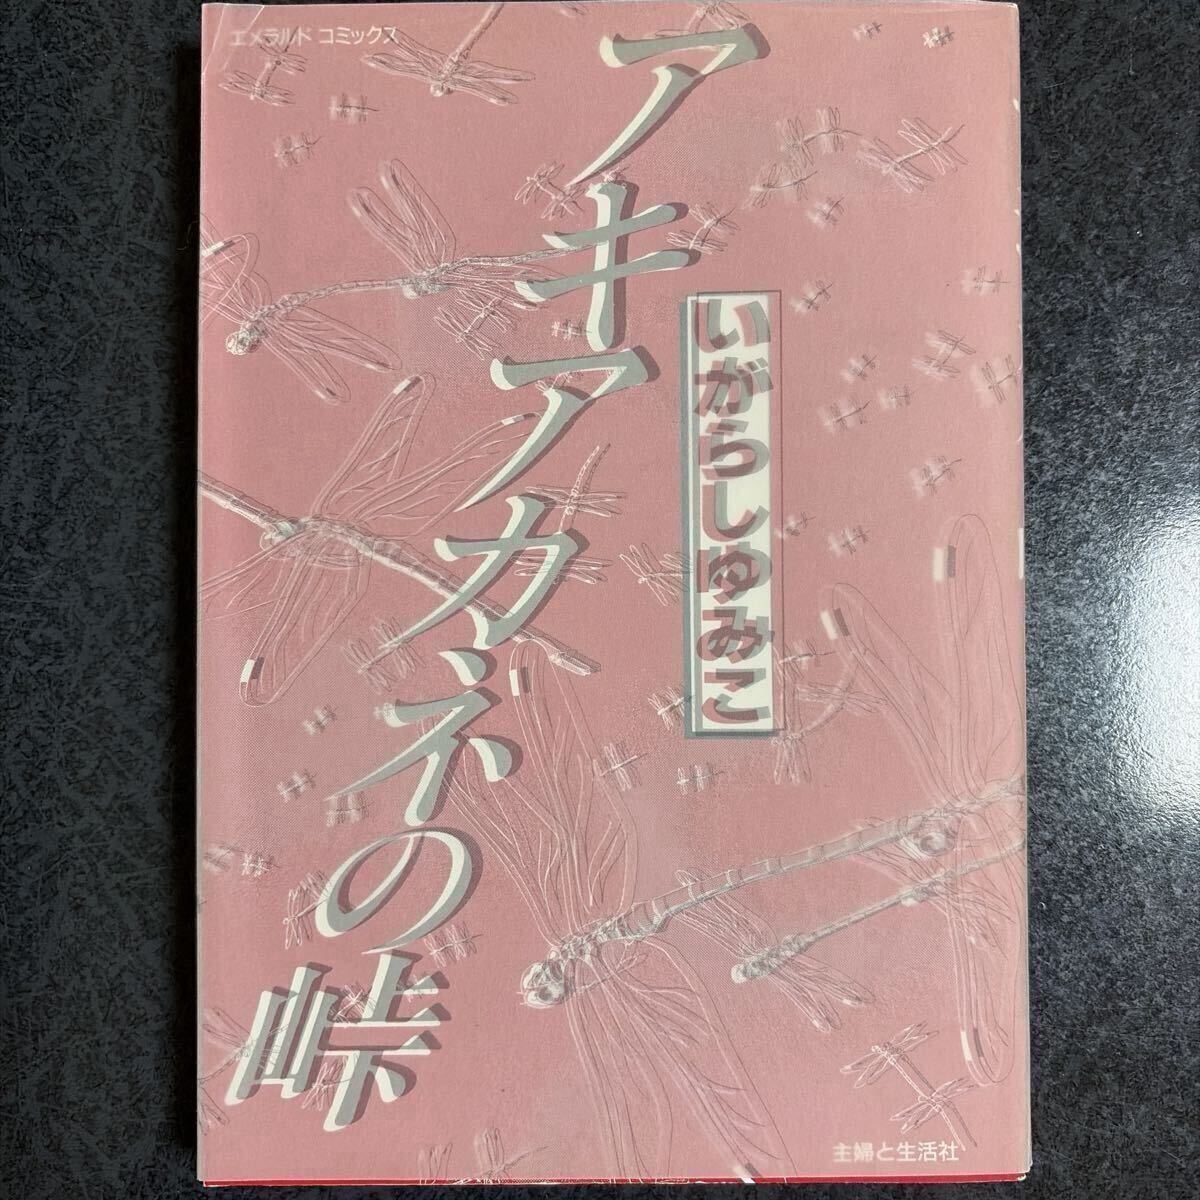 エメラルド コミックス
アキアカネの峠
いがらしゆみこ
主婦と生活社